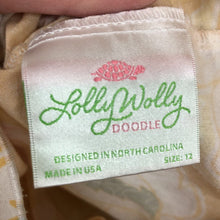 Lolly Wolly
DOODLE
DESIGNED IN NORTH CAROLINA
MADE IN USA SIZE: 12